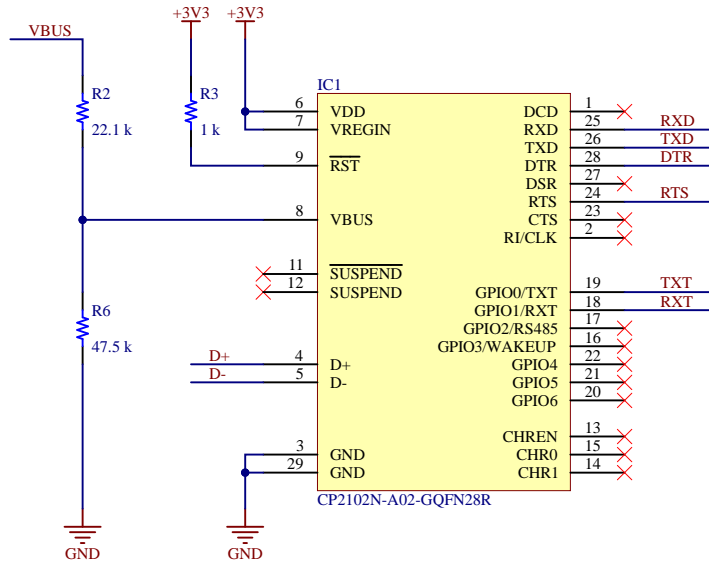 +3V3 +3V3
VBUS
R2
22.1 k
R3
1 k
R6
47.5 k
GND
D+
D-
GND
IC1
6 VDD
7 VREGIN
9 RST
8 VBUS
11 SUSPEND
12 SUSPEND
4 D+
5 D-
3 GND
29 GND
DCD 1
RXD 25 RXD
TXD 26 TXD
DTR 28 DTR
DSR 27
RTS 24 RTS
CTS 23
RI/CLK 2
GPIO0/TXT 19 TXT
GPIO1/RXT 18 RXT
GPIO2/RS485 17
GPIO3/WAKEUP 16
GPIO4 22
GPIO5 21
GPIO6 20
CHREN 13
CHR0 15
CHR1 14
CP2102N-A02-GQFN28R